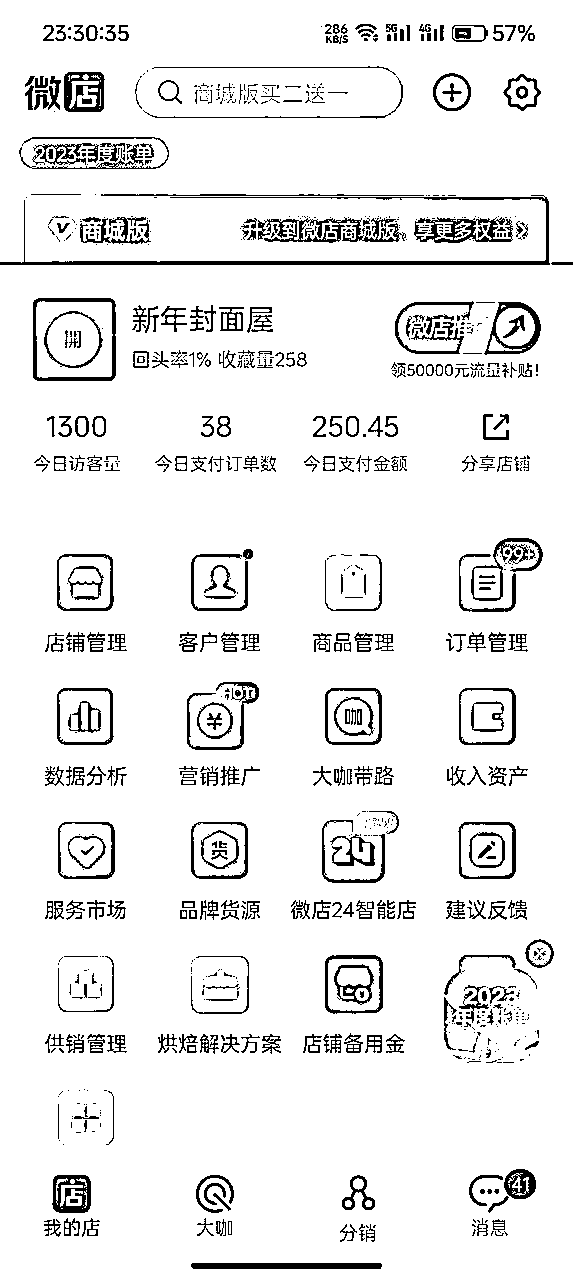 23:30:35 286 KB/S 5G 4G 57%
微店 商城版买二送一
2023年度账单
商城版 升级到微店商城版、享更多权益
新年封面屋 微店推
開
回头率1% 收藏量258 领50000元流量补贴!
1300 38 250.45
今日访客量 今日支付订单数 今日支付金额 分享店铺
99+
店铺管理 客户管理 商品管理 订单管理
HOT
咖
数据分析 营销推广 大咖带路 收入资产
货 24
服务市场 品牌货源 微店24智能店 建议反馈
2023
年度账单
供销管理 烘焙解决方案 店铺备用金
店 41
我的店 大咖 分销 消息